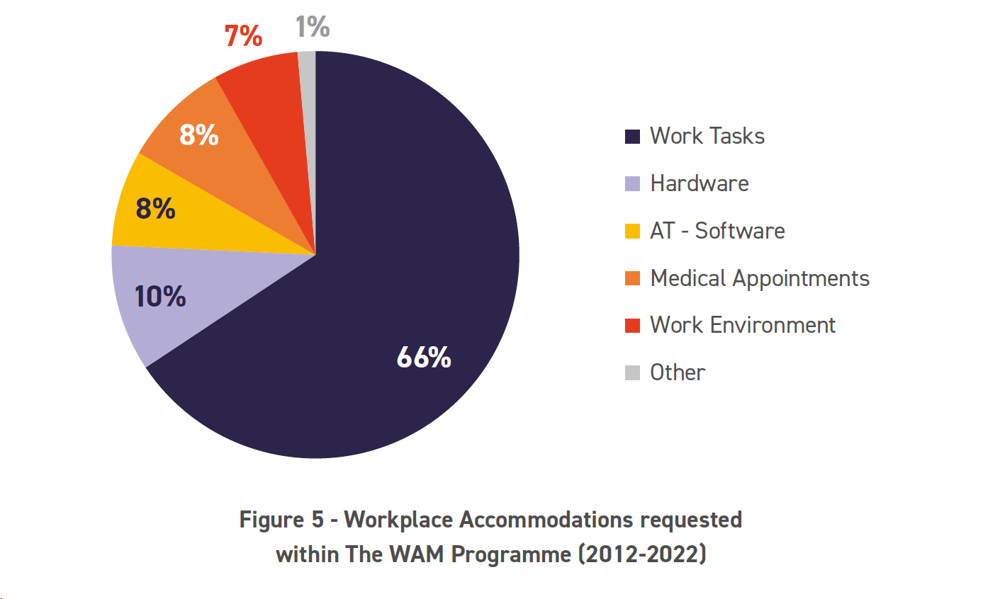 7%
1%
8%
8%
10%
66%
Work Tasks
Hardware
AT - Software
Medical Appointments
Work Environment
Other
Figure 5 - Workplace Accommodations requested
within The WAM Programme (2012-2022)